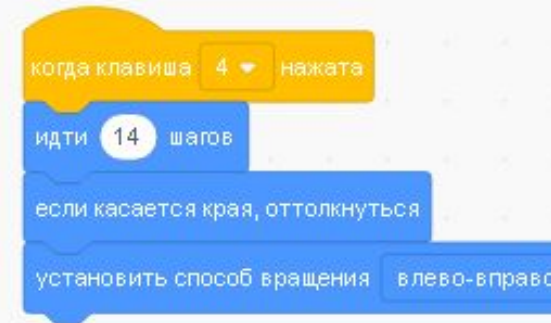 когда клавиша 4 нажата
идти 14 шагов
если касается края, оттолкнуться
установить способ вращения влево-вправо